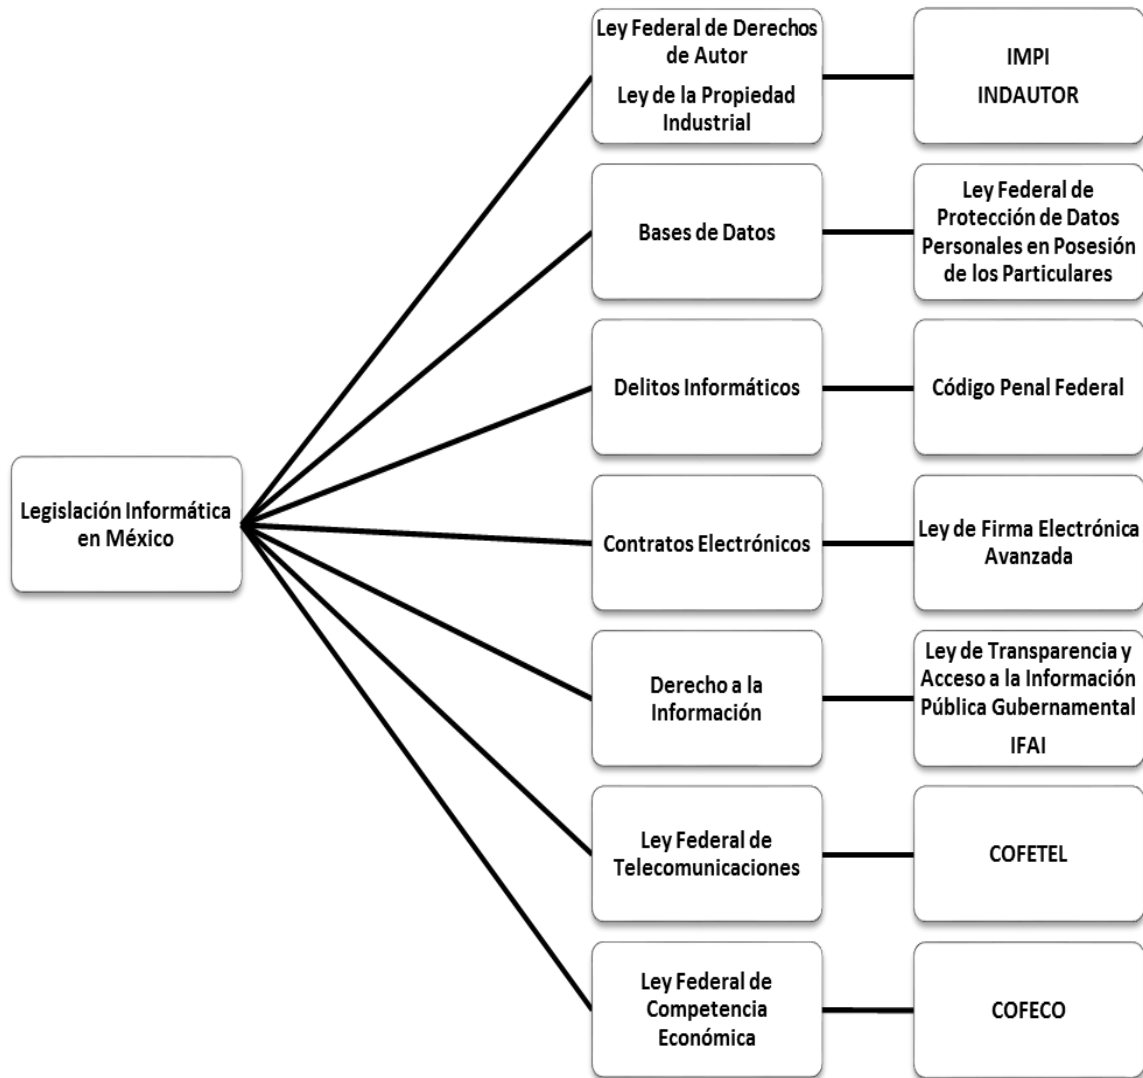 Legislación Informática
en México
Ley Federal de Derechos
de Autor
Ley de la Propiedad
Industrial
IMPI
INDAUTOR
Bases de Datos
Ley Federal de
Protección de Datos
Personales en Posesión
de los Particulares
Delitos Informáticos
Código Penal Federal
Contratos Electrónicos
Ley de Firma Electrónica
Avanzada
Derecho a la
Información
Ley de Transparencia y
Acceso a la Información
Pública Gubernamental
IFAI
Ley Federal de
Telecomunicaciones
COFETEL
Ley Federal de
Competencia
Económica
COFECO